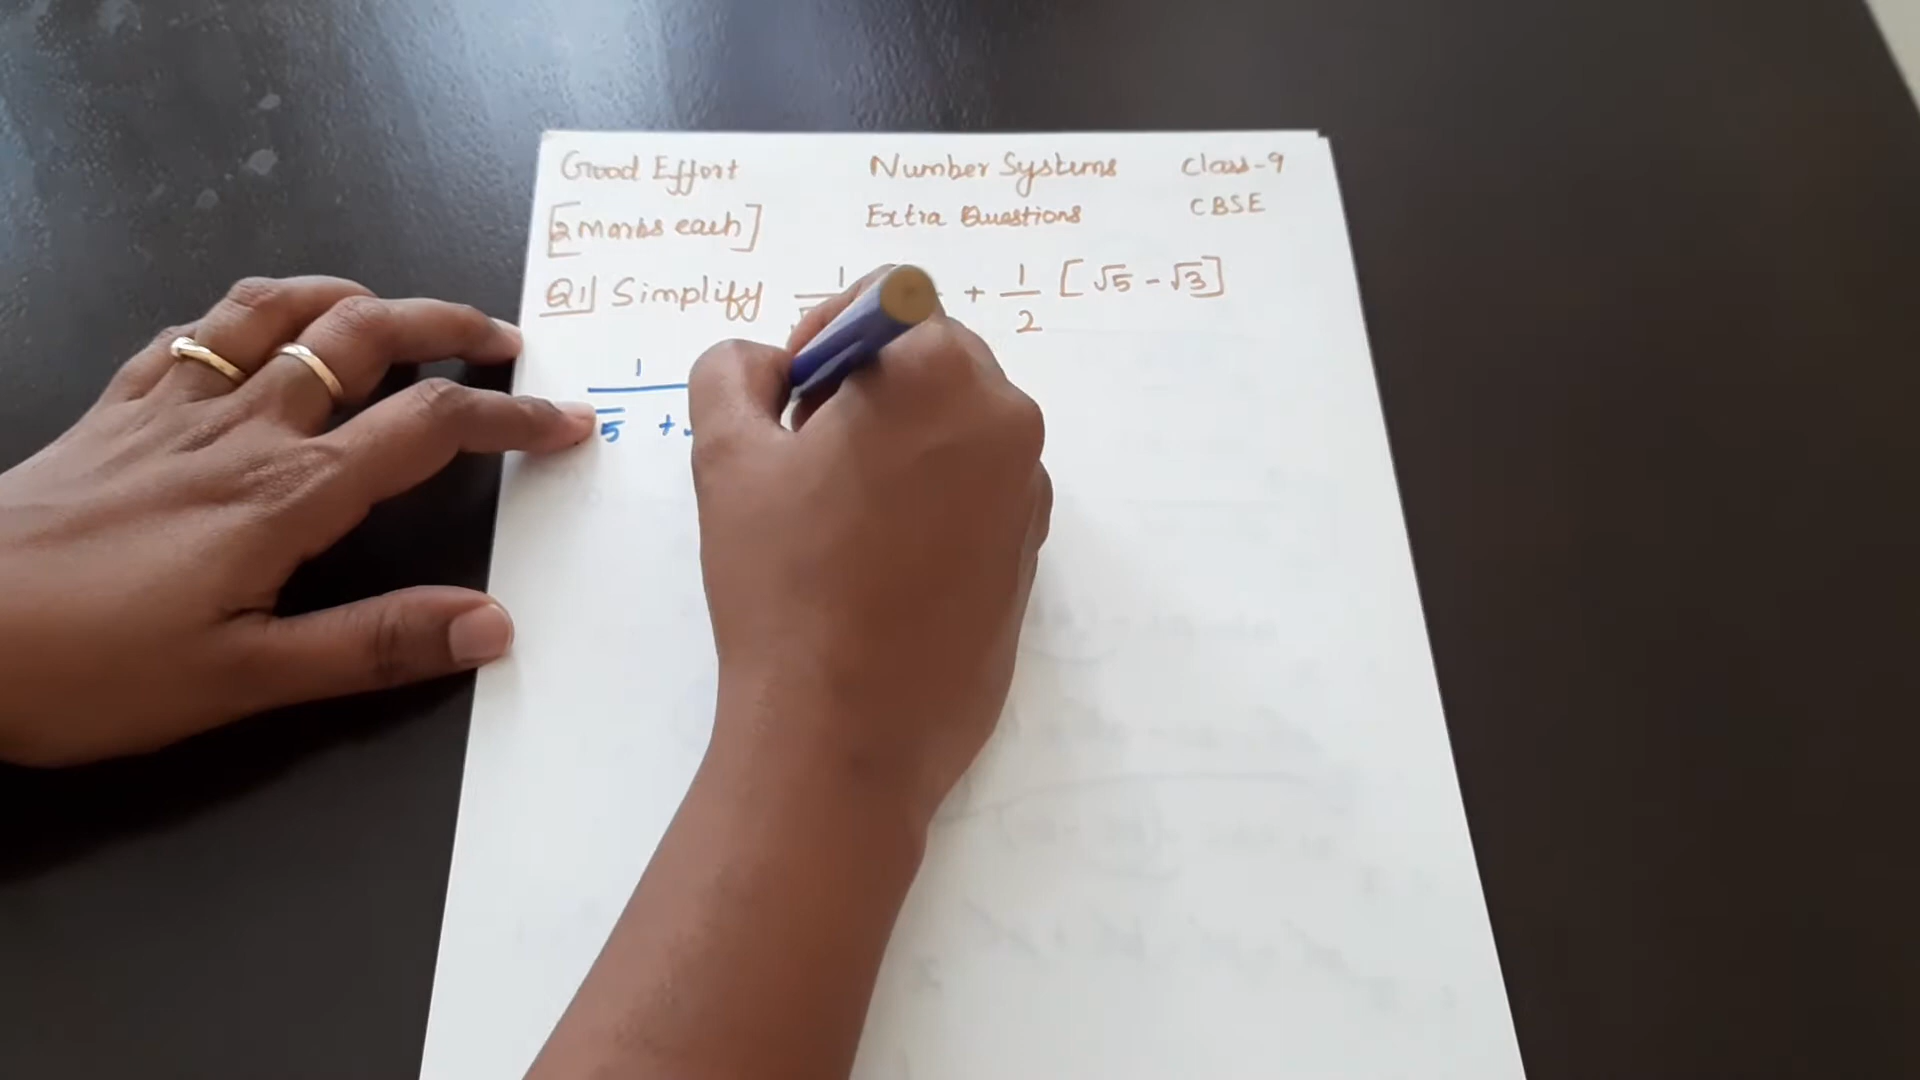 Good Effort Number Systems Class-9
[2 marks each] Extra Questions CBSE
Q1] Simplify 1 + 1/2 [√5 - √3]
1
5 +